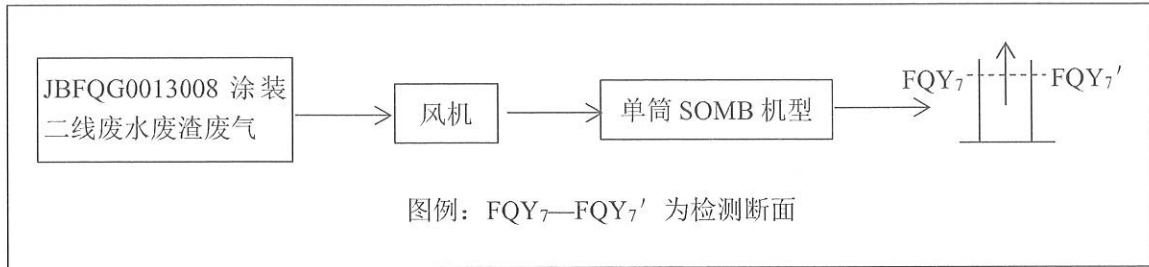 JBFQG0013008 涂装
二线废水废渣废气
风机
单筒 SOMB 机型
FQY₇
FQY₇′
图例：FQY₇—FQY₇′ 为检测断面